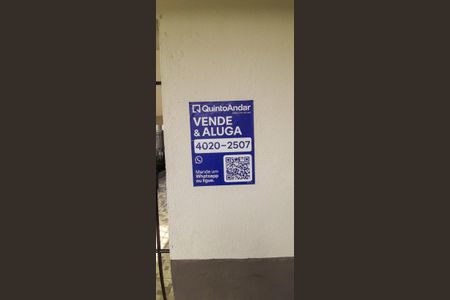 QuintoAndar
VENDE
& ALUGA
4020-2507
Mande um
Whatsapp
ou ligue.